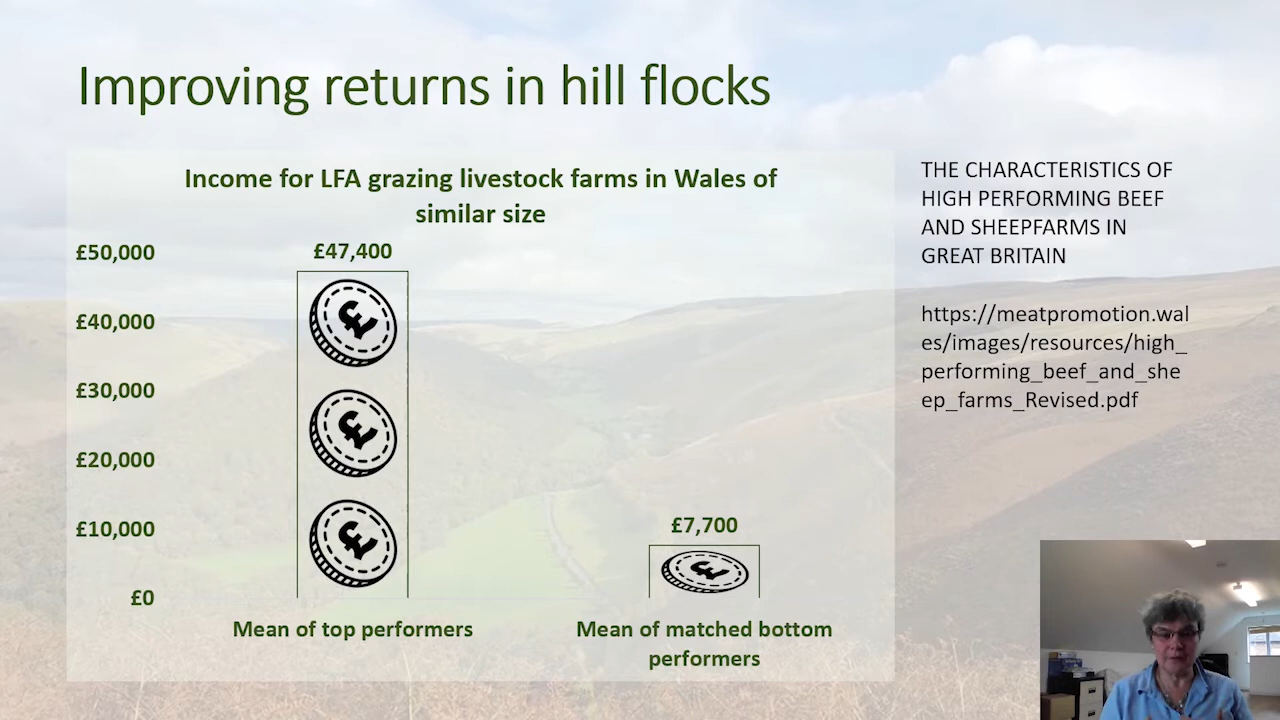 Improving returns in hill flocks
Income for LFA grazing livestock farms in Wales of
similar size
£50,000
£40,000
£30,000
£20,000
£10,000
£0
£47,400
£
£
£
£7,700
£
Mean of top performers
Mean of matched bottom
performers
THE CHARACTERISTICS OF
HIGH PERFORMING BEEF
AND SHEEPFARMS IN
GREAT BRITAIN
https://meatpromotion.wal
es/images/resources/high_
performing_beef_and_she
ep_farms_Revised.pdf